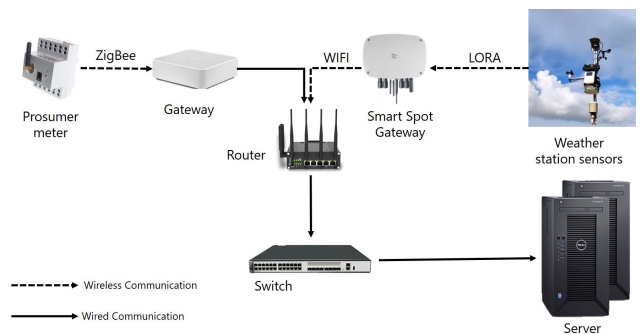 ZigBee
WIFI
LORA
Prosumer
meter
Gateway
Smart Spot
Gateway
Weather
station sensors
Router
Switch
Server
Wireless Communication
Wired Communication